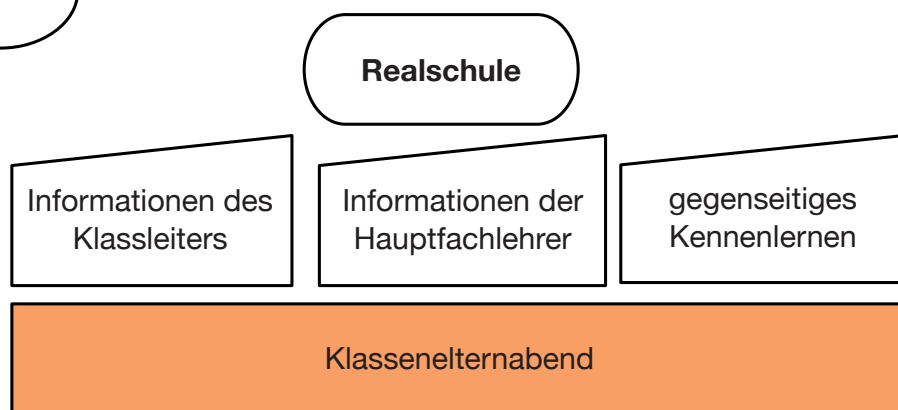 Realschule
Informationen des
Klassleiters
Informationen der
Hauptfachlehrer
gegenseitiges
Kennenlernen
Klassenelternabend